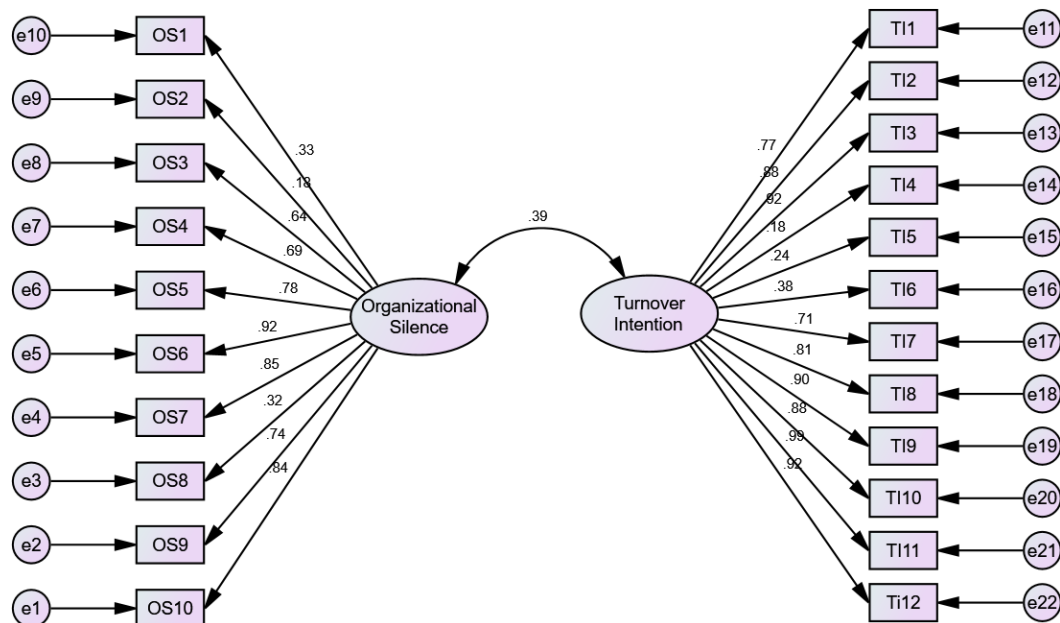 e10
OS1
e9
OS2
e8
OS3
e7
OS4
e6
OS5
e5
OS6
e4
OS7
e3
OS8
e2
OS9
e1
OS10
.33
.18
.64
.69
.78
.92
.85
.32
.74
.84
Organizational
Silence
.39
Turnover
Intention
.77
.88
.92
.18
.24
.38
.71
.81
.90
.88
.99
.92
TI1
e11
TI2
e12
TI3
e13
TI4
e14
TI5
e15
TI6
e16
TI7
e17
TI8
e18
TI9
e19
TI10
e20
TI11
e21
Ti12
e22